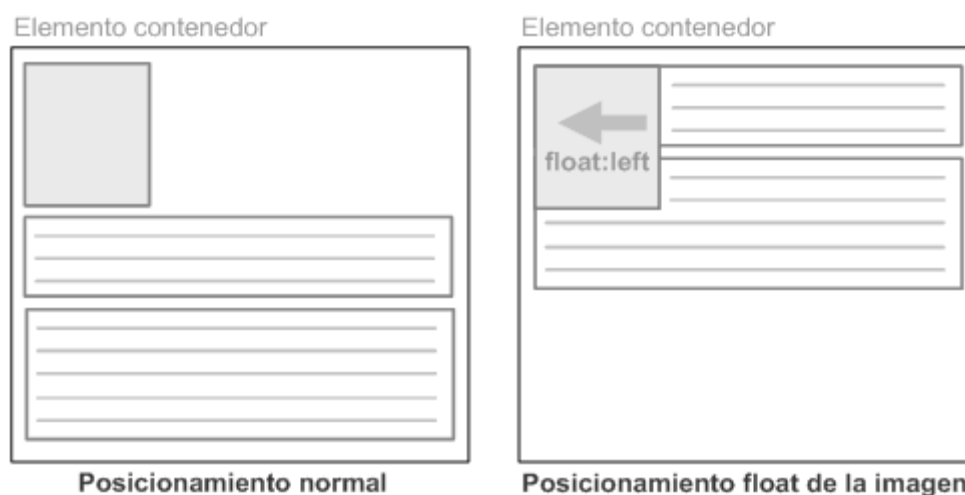 Elemento contenedor
Elemento contenedor
float:left
Posicionamiento normal
Posicionamiento float de la imagen